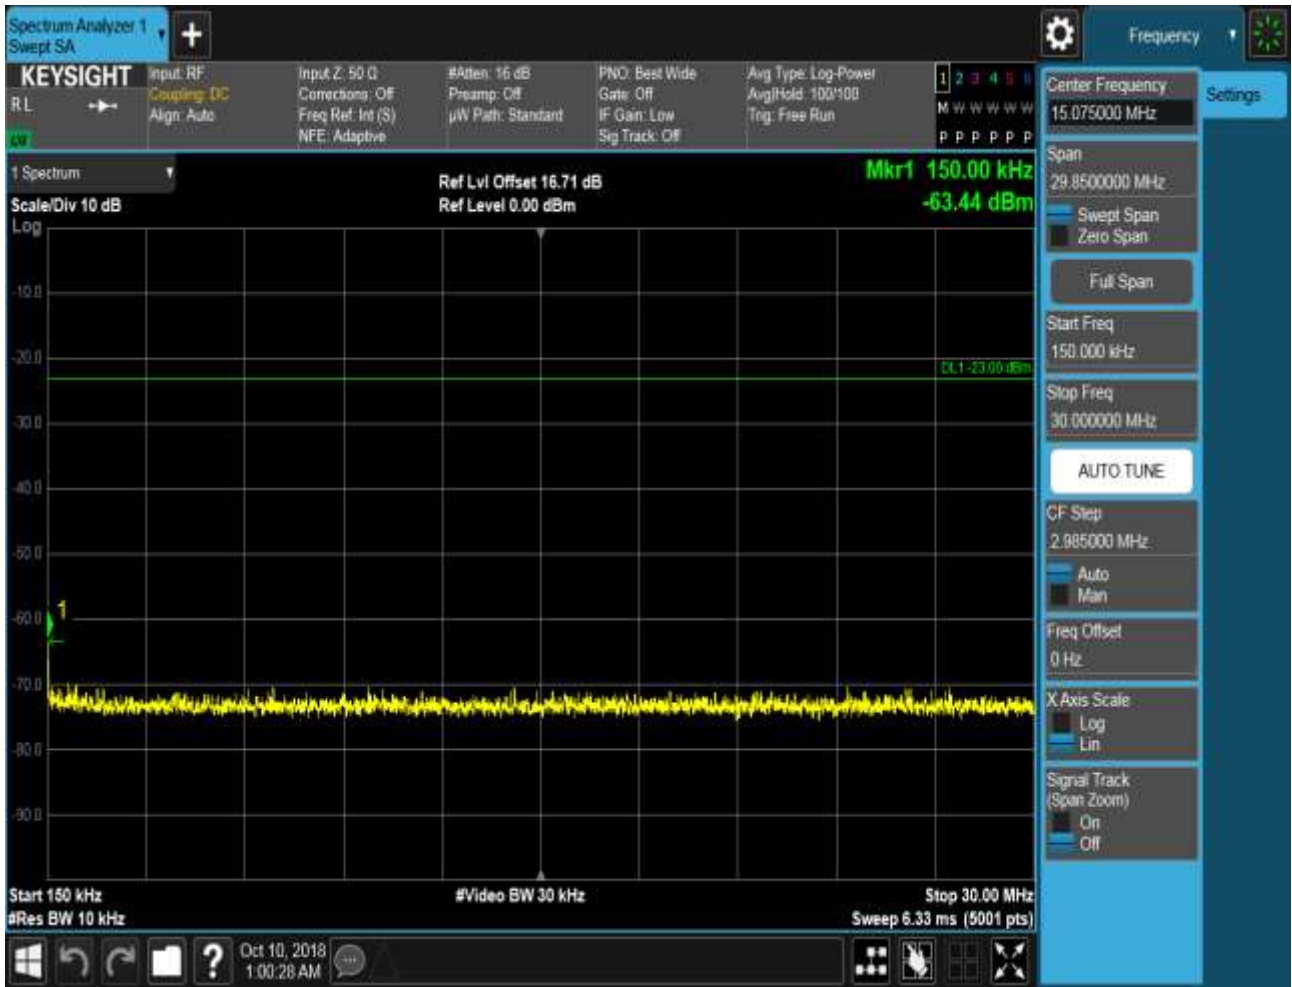 Spectrum Analyzer 1
Swept SA
+
Frequency
KEYSIGHT
RL
Input: RF
Coupling: DC
Align: Auto
Input Z: 50 Ω
Corrections: Off
Freq Ref: Int (S)
NFE: Adaptive
#Atten: 16 dB
Preamp: Off
µW Path: Standard
PNO: Best Wide
Gate: Off
IF Gain: Low
Sig Track: Off
Avg Type: Log-Power
Avg|Hold: 100/100
Trig: Free Run
1 2 3 4 5 6
M W W W W W
P P P P P P
1 Spectrum
Scale/Div 10 dB
Log
Ref Lvl Offset 16.71 dB
Ref Level 0.00 dBm
Mkr1 150.00 kHz
-63.44 dBm
-10.0
-20.0
DL1 -23.00 dBm
-30.0
-40.0
-50.0
-60.0
1
-70.0
-80.0
-90.0
Start 150 kHz
#Res BW 10 kHz
#Video BW 30 kHz
Stop 30.00 MHz
Sweep 6.33 ms (5001 pts)
Center Frequency
15.075000 MHz
Settings
Span
29.8500000 MHz
Swept Span
Zero Span
Full Span
Start Freq
150.000 kHz
Stop Freq
30.000000 MHz
AUTO TUNE
CF Step
2.985000 MHz
Auto
Man
Freq Offset
0 Hz
X Axis Scale
Log
Lin
Signal Track
(Span Zoom)
On
Off
?
Oct 10, 2018
1:00:28 AM